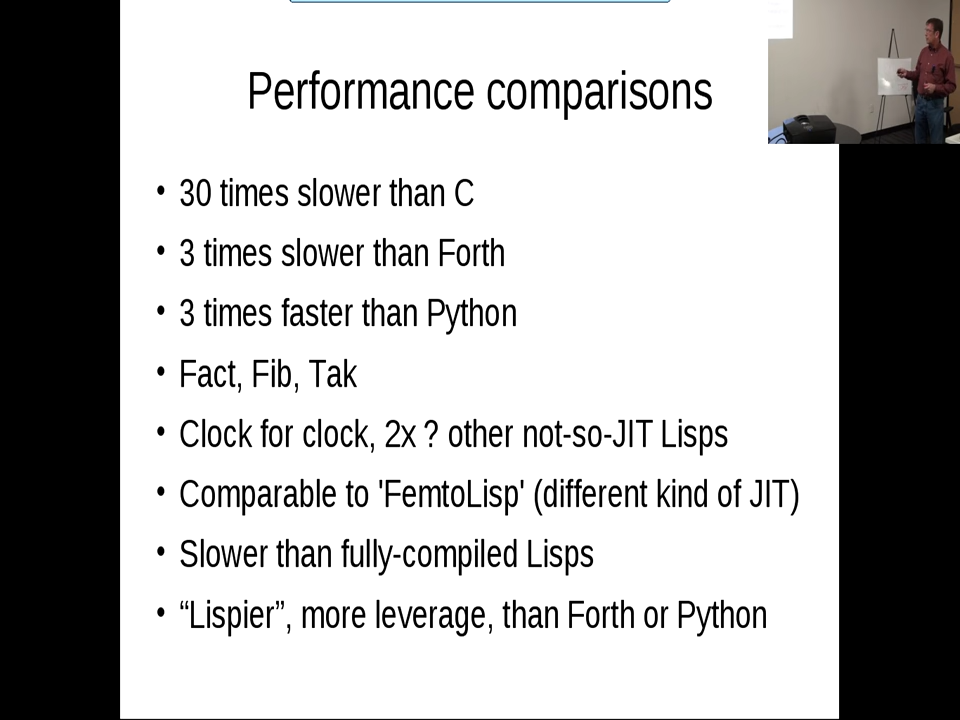 Performance comparisons
• 30 times slower than C
• 3 times slower than Forth
• 3 times faster than Python
• Fact, Fib, Tak
• Clock for clock, 2x ? other not-so-JIT Lisps
• Comparable to 'FemtoLisp' (different kind of JIT)
• Slower than fully-compiled Lisps
• “Lispier”, more leverage, than Forth or Python